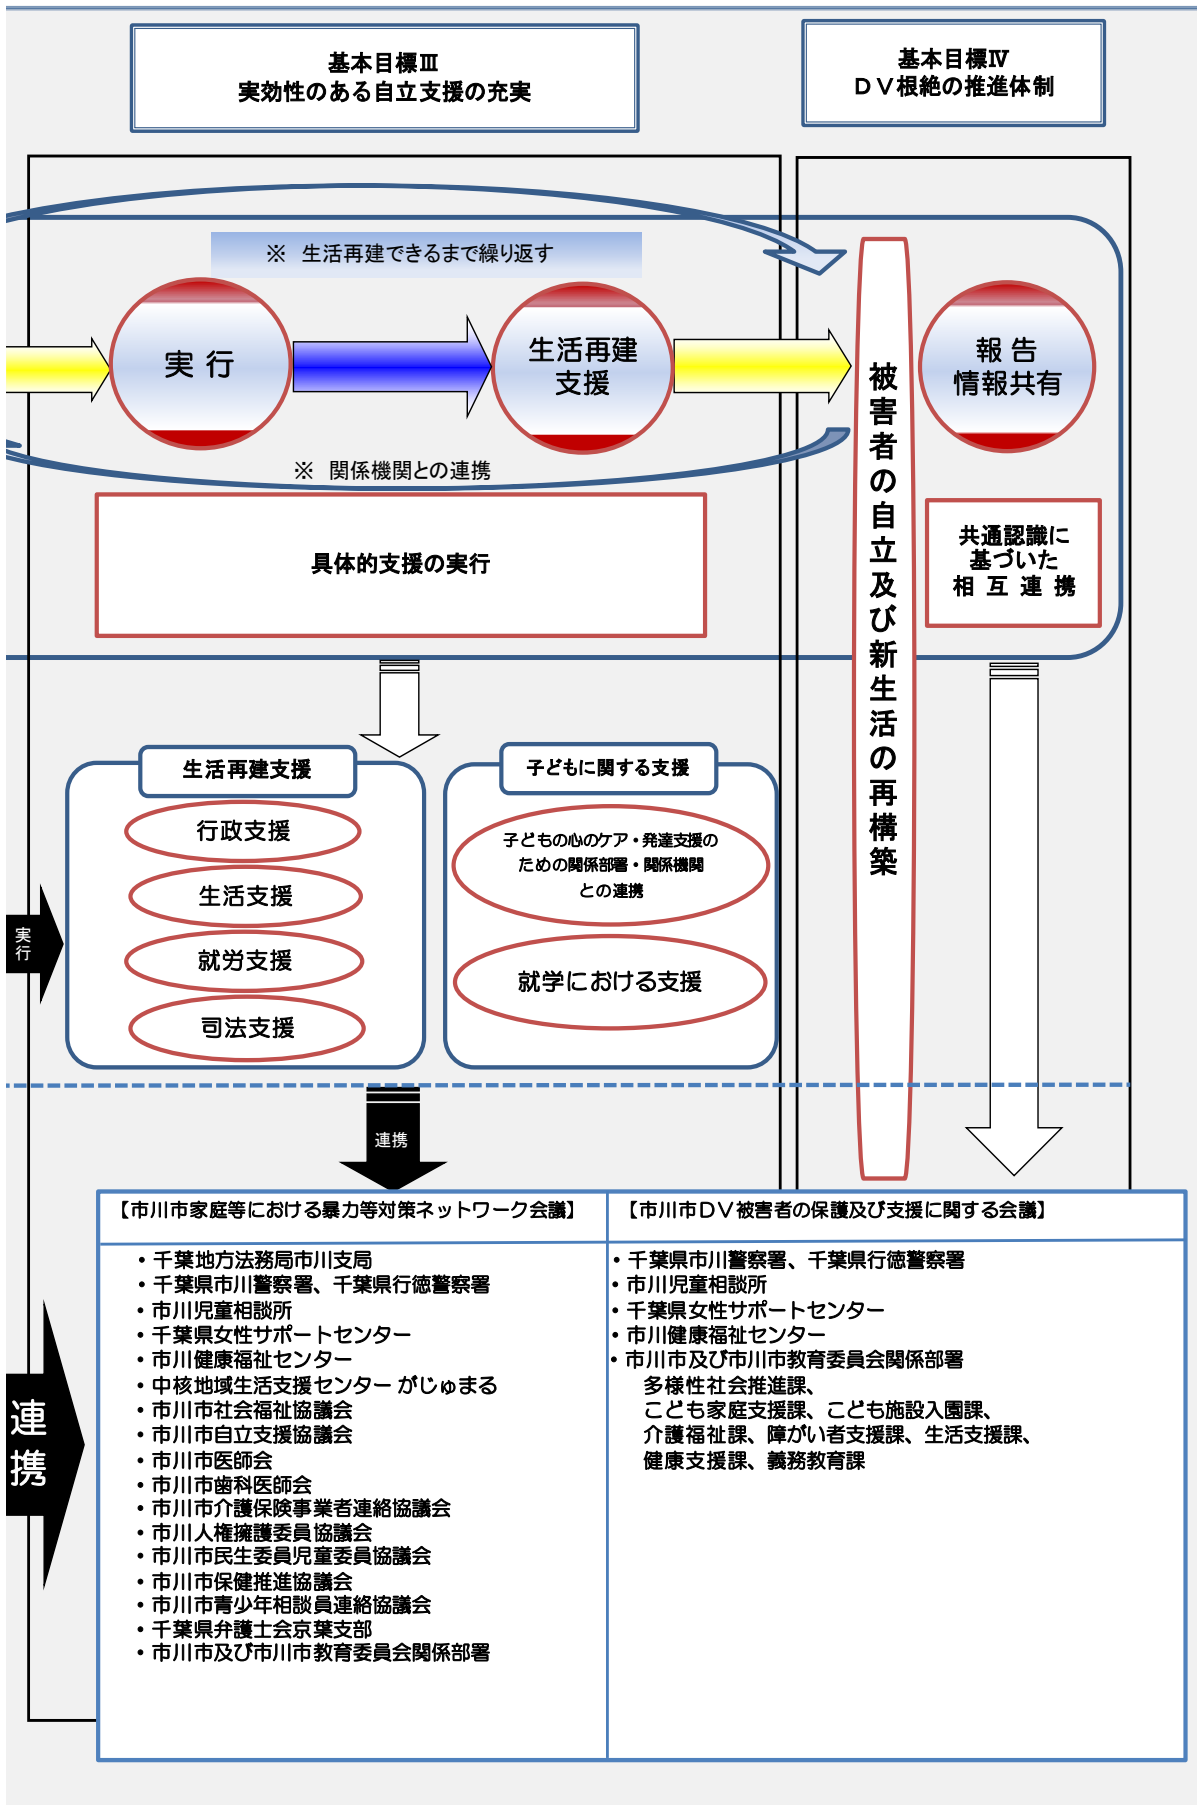 基本目標Ⅲ
実効性のある自立支援の充実
基本目標Ⅳ
ＤＶ根絶の推進体制
※　生活再建できるまで繰り返す
実 行
生活再建
支援
報 告
情報共有
※　関係機関との連携
具体的支援の実行
共通認識に
基づいた
相 互 連 携
被害者の自立及び新生活の再構築
生活再建支援
行政支援
生活支援
就労支援
司法支援
子どもに関する支援
子どもの心のケア・発達支援の
ための関係部署・関係機関
との連携
就学における支援
実行
連携
連携
【市川市家庭等における暴力等対策ネットワーク会議】
・千葉地方法務局市川支局
・千葉県市川警察署、千葉県行徳警察署
・市川児童相談所
・千葉県女性サポートセンター
・市川健康福祉センター
・中核地域生活支援センター がじゅまる
・市川市社会福祉協議会
・市川市自立支援協議会
・市川市医師会
・市川市歯科医師会
・市川市介護保険事業者連絡協議会
・市川人権擁護委員協議会
・市川市民生委員児童委員協議会
・市川市保健推進協議会
・市川市青少年相談員連絡協議会
・千葉県弁護士会京葉支部
・市川市及び市川市教育委員会関係部署
【市川市ＤＶ被害者の保護及び支援に関する会議】
・千葉県市川警察署、千葉県行徳警察署
・市川児童相談所
・千葉県女性サポートセンター
・市川健康福祉センター
・市川市及び市川市教育委員会関係部署
多様性社会推進課、
こども家庭支援課、こども施設入園課、
介護福祉課、障がい者支援課、生活支援課、
健康支援課、義務教育課